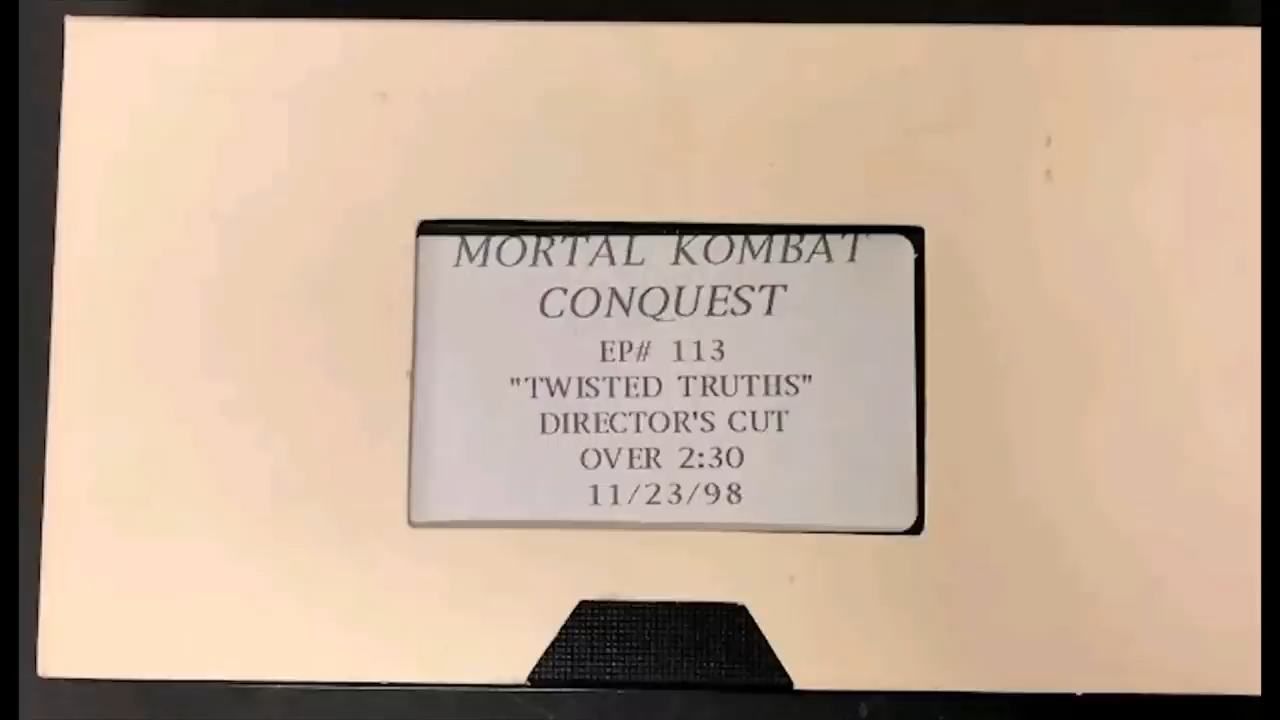 MORTAL KOMBAT
CONQUEST
EP# 113
"TWISTED TRUTHS"
DIRECTOR'S CUT
OVER 2:30
11/23/98